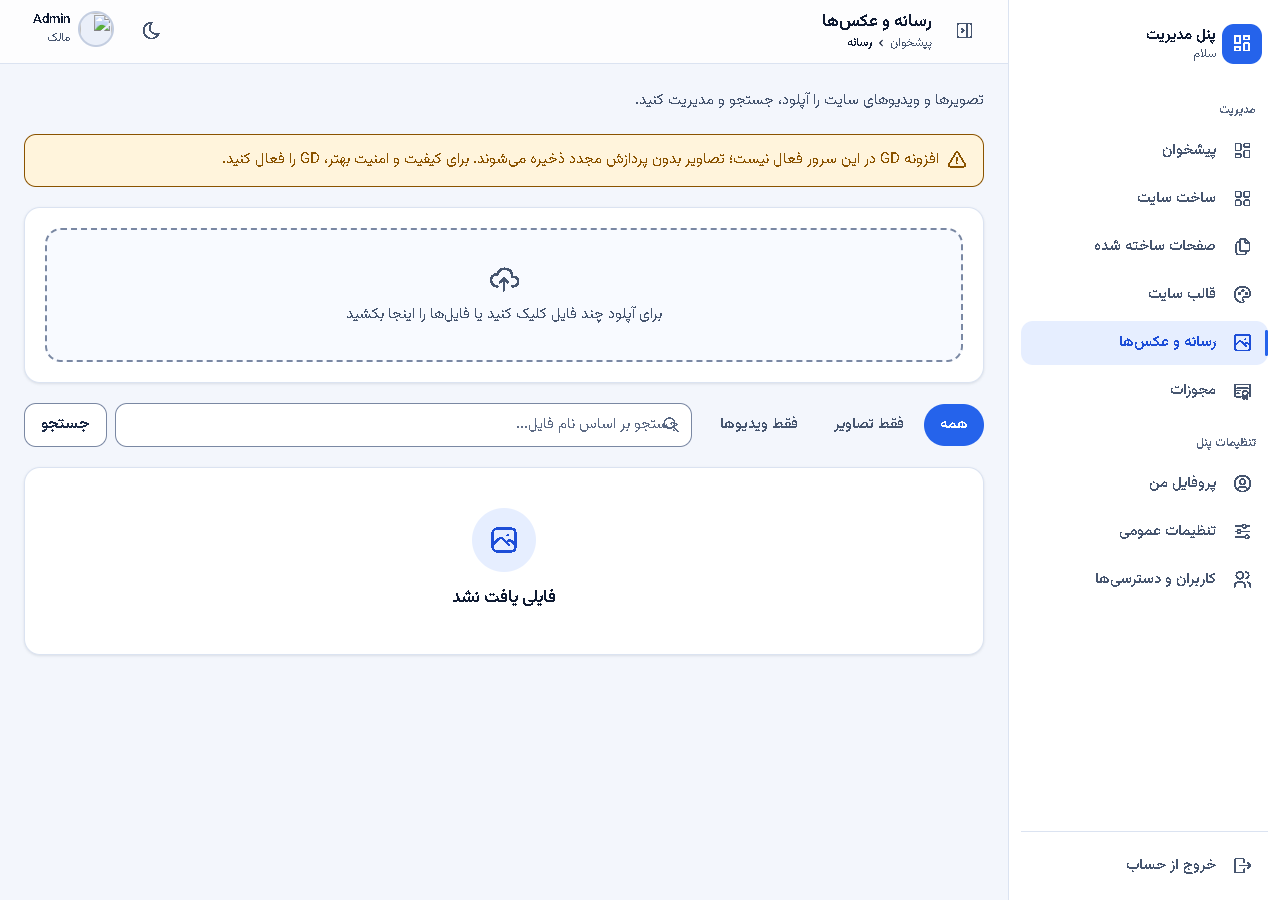 پنل مدیریت
سلام
مدیریت
پیشخوان
ساخت سایت
صفحات ساخته شده
قالب سایت
رسانه و عکس‌ها
مجوزات
تنظیمات پنل
پروفایل من
تنظیمات عمومی
کاربران و دسترسی‌ها
خروج از حساب
رسانه و عکس‌ها
پیشخوان › رسانه
Admin
مالک
تصویرها و ویدیوهای سایت را آپلود، جستجو و مدیریت کنید.
افزونه GD در این سرور فعال نیست؛ تصاویر بدون پردازش مجدد ذخیره می‌شوند. برای کیفیت و امنیت بهتر، GD را فعال کنید.
برای آپلود چند فایل کلیک کنید یا فایل‌ها را اینجا بکشید
همه
فقط تصاویر
فقط ویدیوها
جستجو بر اساس نام فایل...
جستجو
فایلی یافت نشد